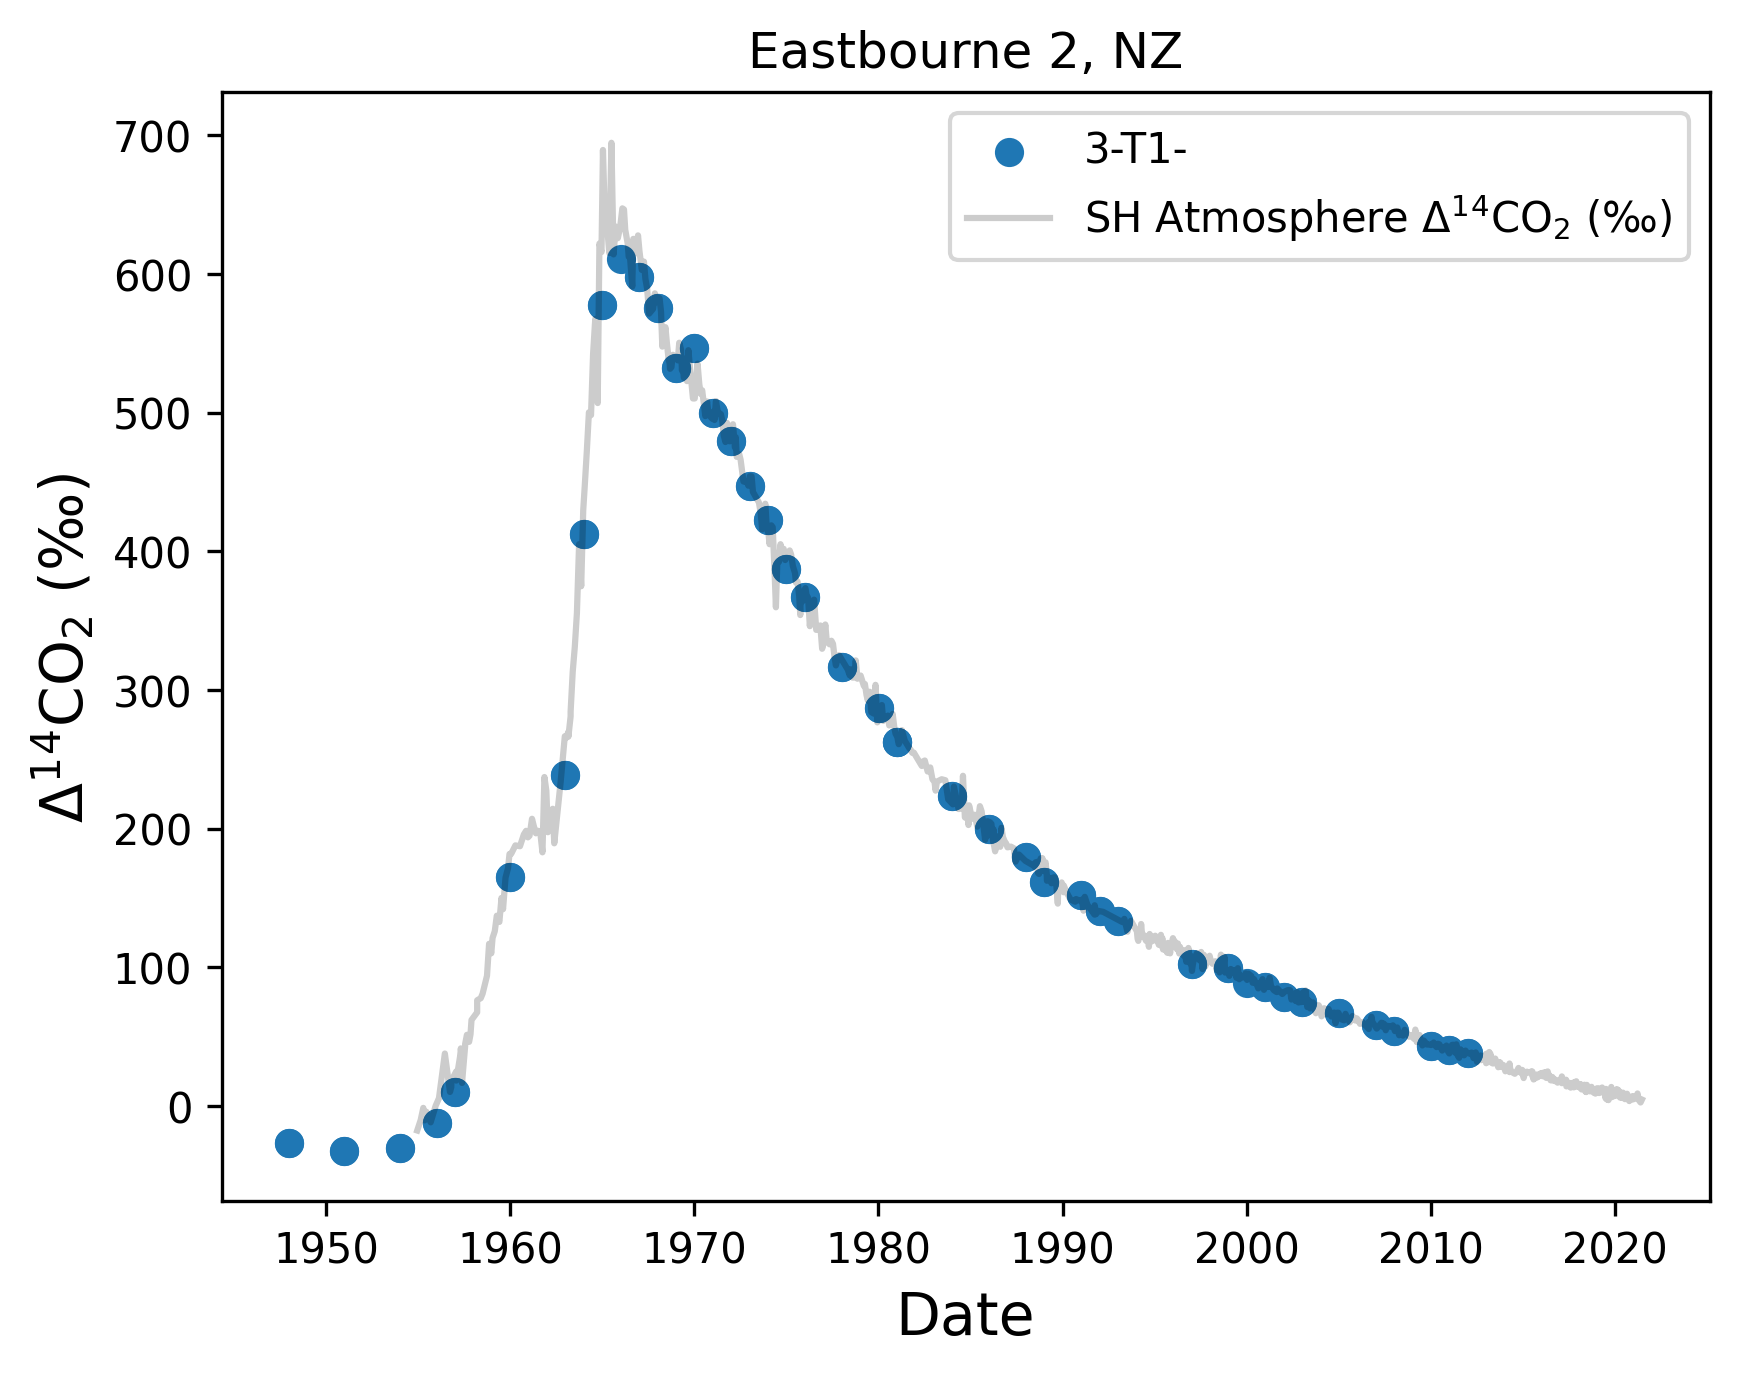 Eastbourne 2, NZ
3-T1-
SH Atmosphere Δ¹⁴CO₂ (‰)
Δ¹⁴CO₂ (‰)
700
600
500
400
300
200
100
0
1950 1960 1970 1980 1990 2000 2010 2020
Date